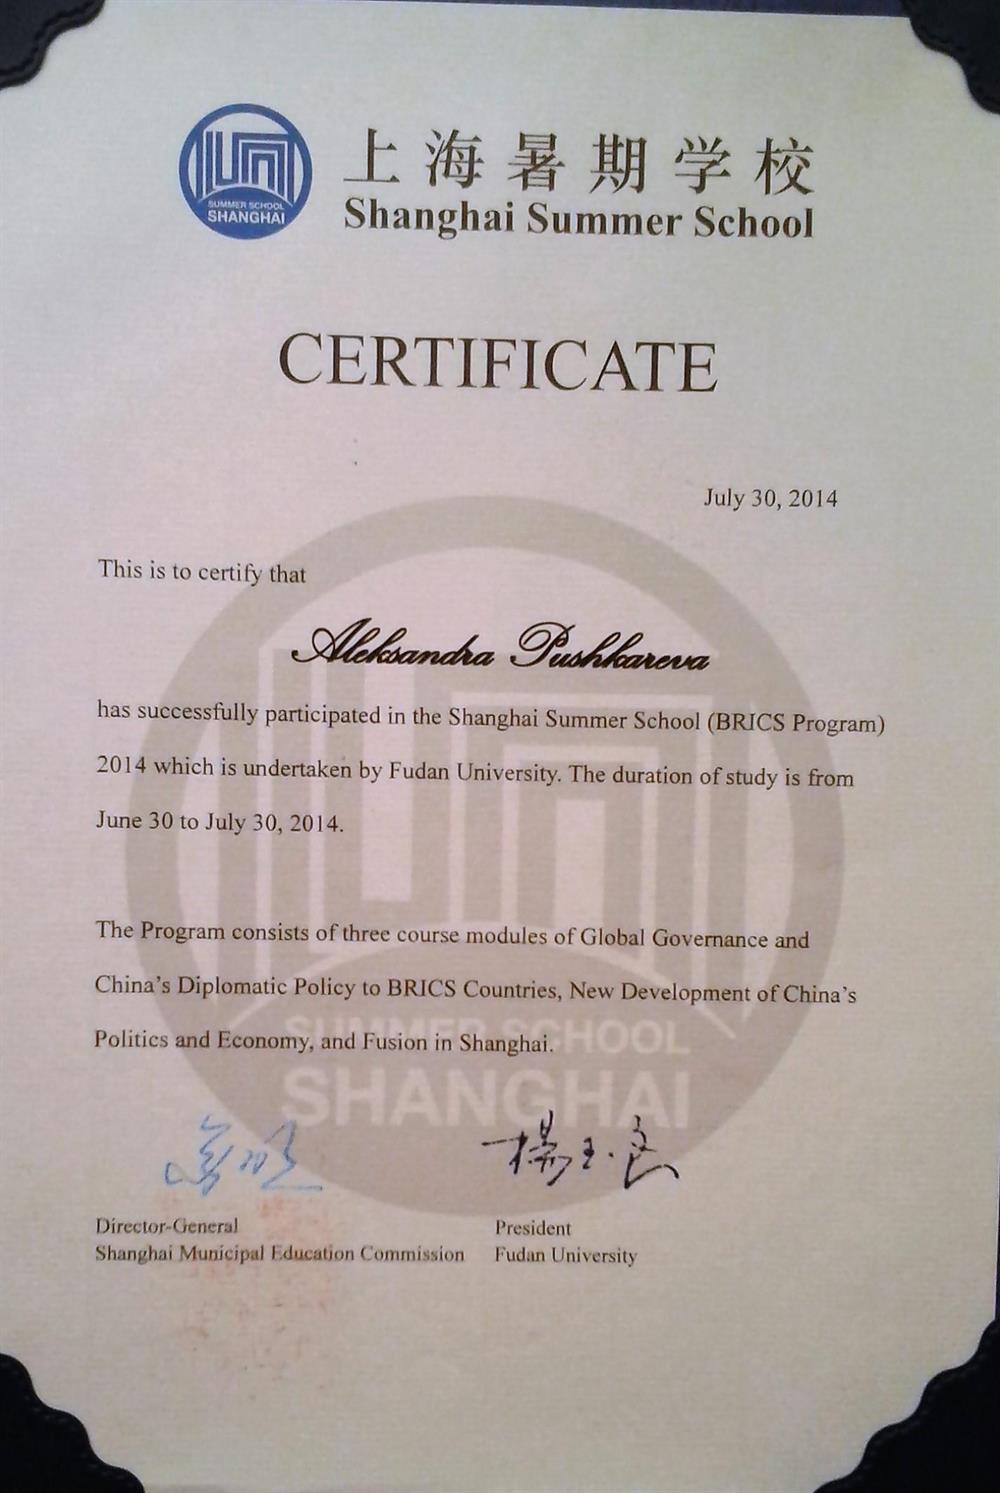 SUMMER SCHOOL
SHANGHAI
上海暑期学校
Shanghai Summer School
CERTIFICATE
July 30, 2014
This is to certify that
Aleksandra Pushkareva
has successfully participated in the Shanghai Summer School (BRICS Program)
2014 which is undertaken by Fudan University. The duration of study is from
June 30 to July 30, 2014.
The Program consists of three course modules of Global Governance and
China's Diplomatic Policy to BRICS Countries, New Development of China's
Politics and Economy, and Fusion in Shanghai.
SUMMER SCHOOL
SHANGHAI
楊玉良
Director-General
Shanghai Municipal Education Commission
President
Fudan University